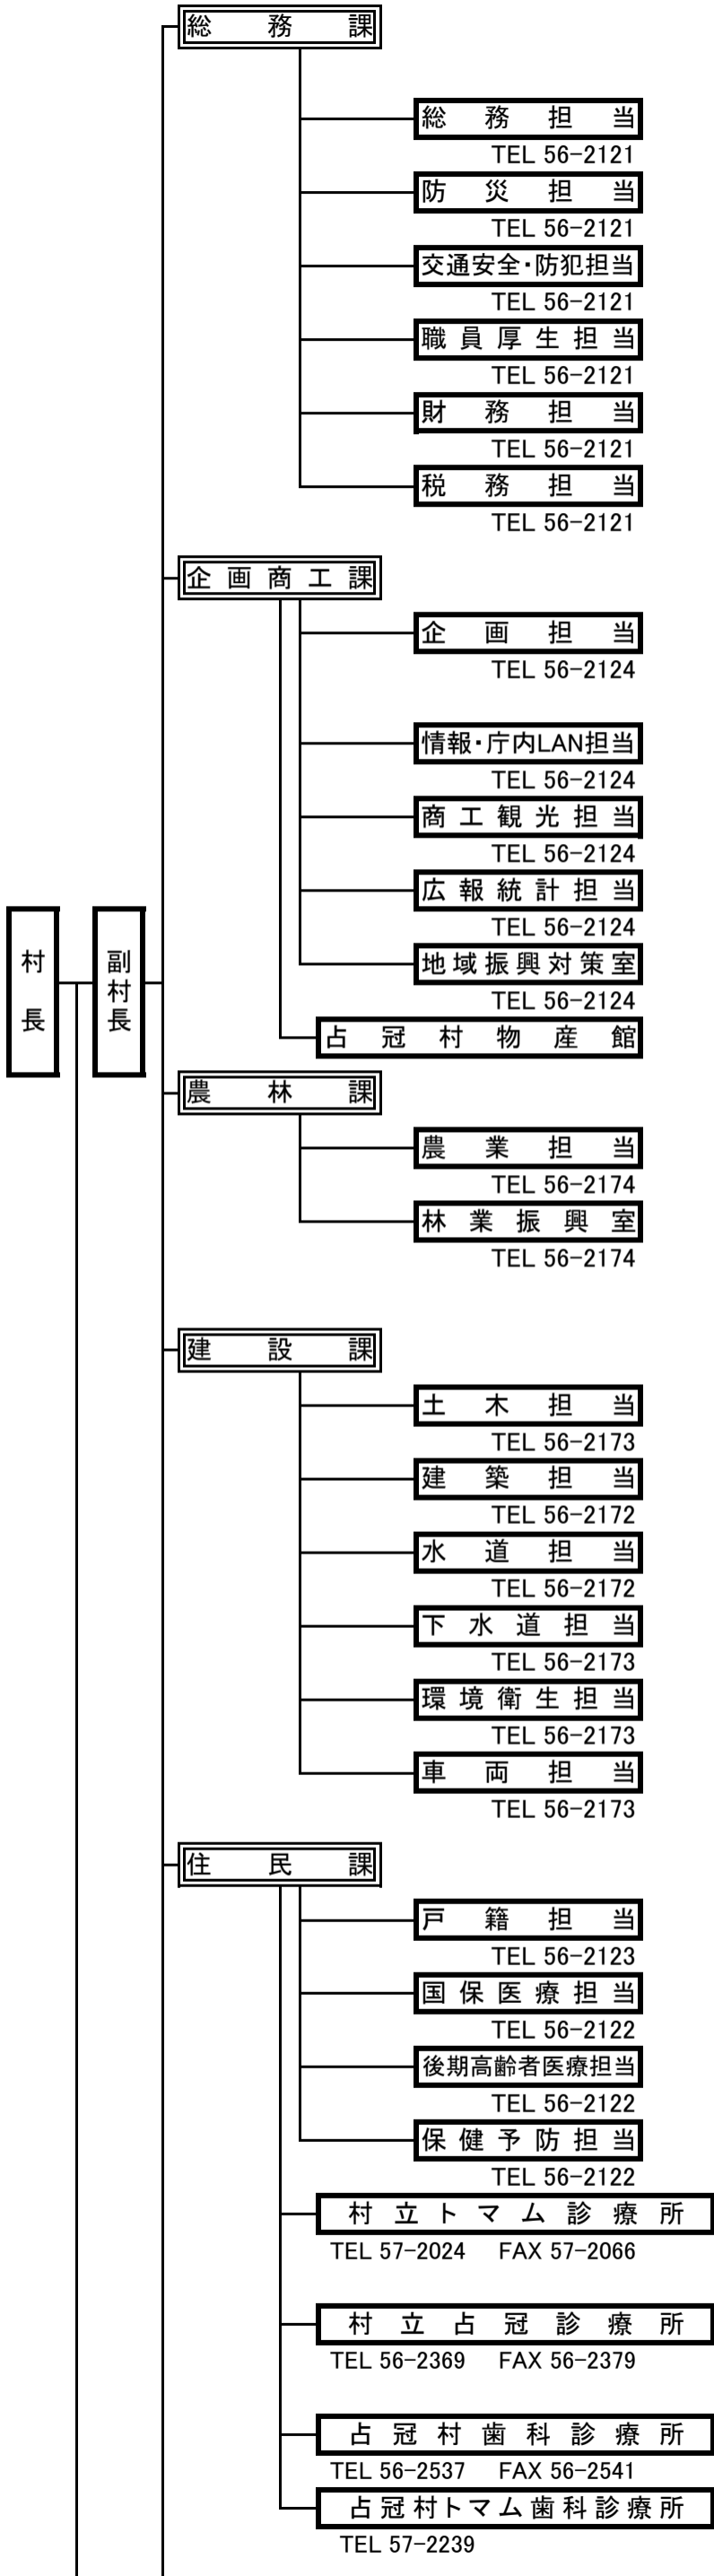 総務課
総務担当
TEL 56-2121
防災担当
TEL 56-2121
交通安全・防犯担当
TEL 56-2121
職員厚生担当
TEL 56-2121
財務担当
TEL 56-2121
税務担当
TEL 56-2121
企画商工課
企画担当
TEL 56-2124
情報・庁内LAN担当
TEL 56-2124
商工観光担当
TEL 56-2124
広報統計担当
TEL 56-2124
村長
副村長
地域振興対策室
TEL 56-2124
占冠村物産館
農林課
農業担当
TEL 56-2174
林業振興室
TEL 56-2174
建設課
土木担当
TEL 56-2173
建築担当
TEL 56-2172
水道担当
TEL 56-2172
下水道担当
TEL 56-2173
環境衛生担当
TEL 56-2173
車両担当
TEL 56-2173
住民課
戸籍担当
TEL 56-2123
国保医療担当
TEL 56-2122
後期高齢者医療担当
TEL 56-2122
保健予防担当
TEL 56-2122
村立トマム診療所
TEL 57-2024 FAX 57-2066
村立占冠診療所
TEL 56-2369 FAX 56-2379
占冠村歯科診療所
TEL 56-2537 FAX 56-2541
占冠村トマム歯科診療所
TEL 57-2239